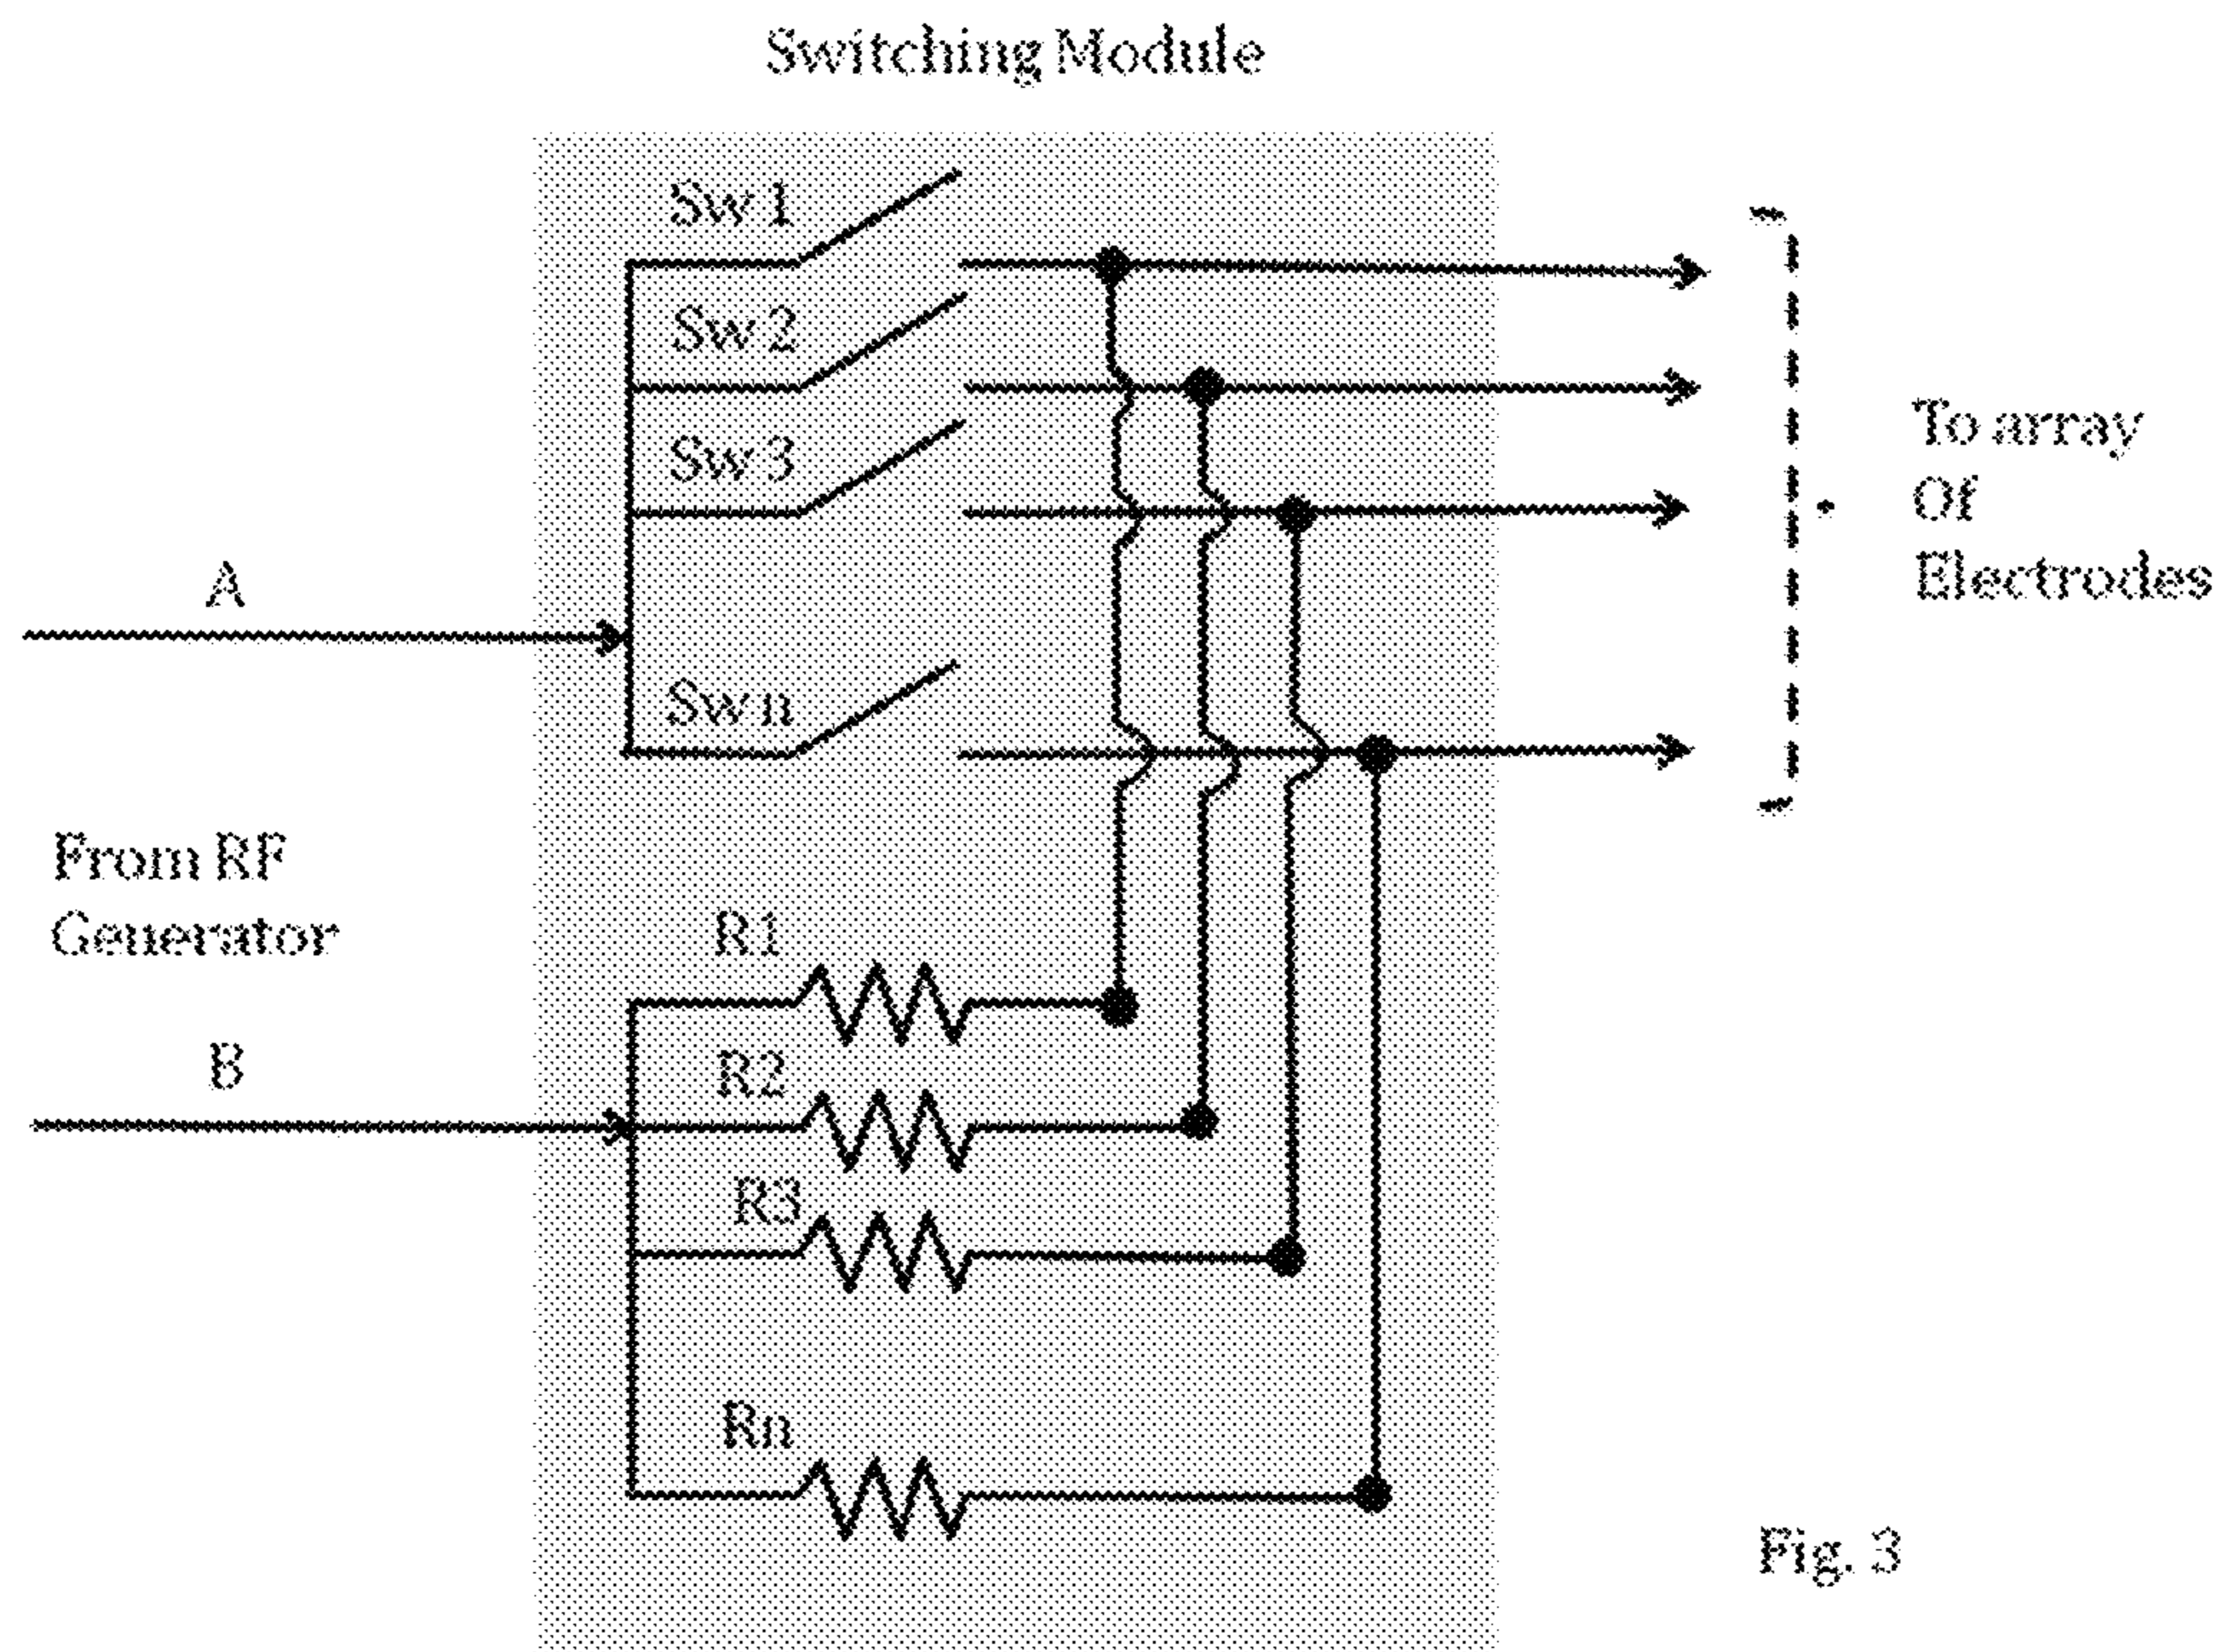 Switching Module
Sw 1
Sw 2
Sw 3
A
Sw n
To array
Of
Electrodes
From RF
Generator
B
R1
R2
R3
Rn
Fig. 3